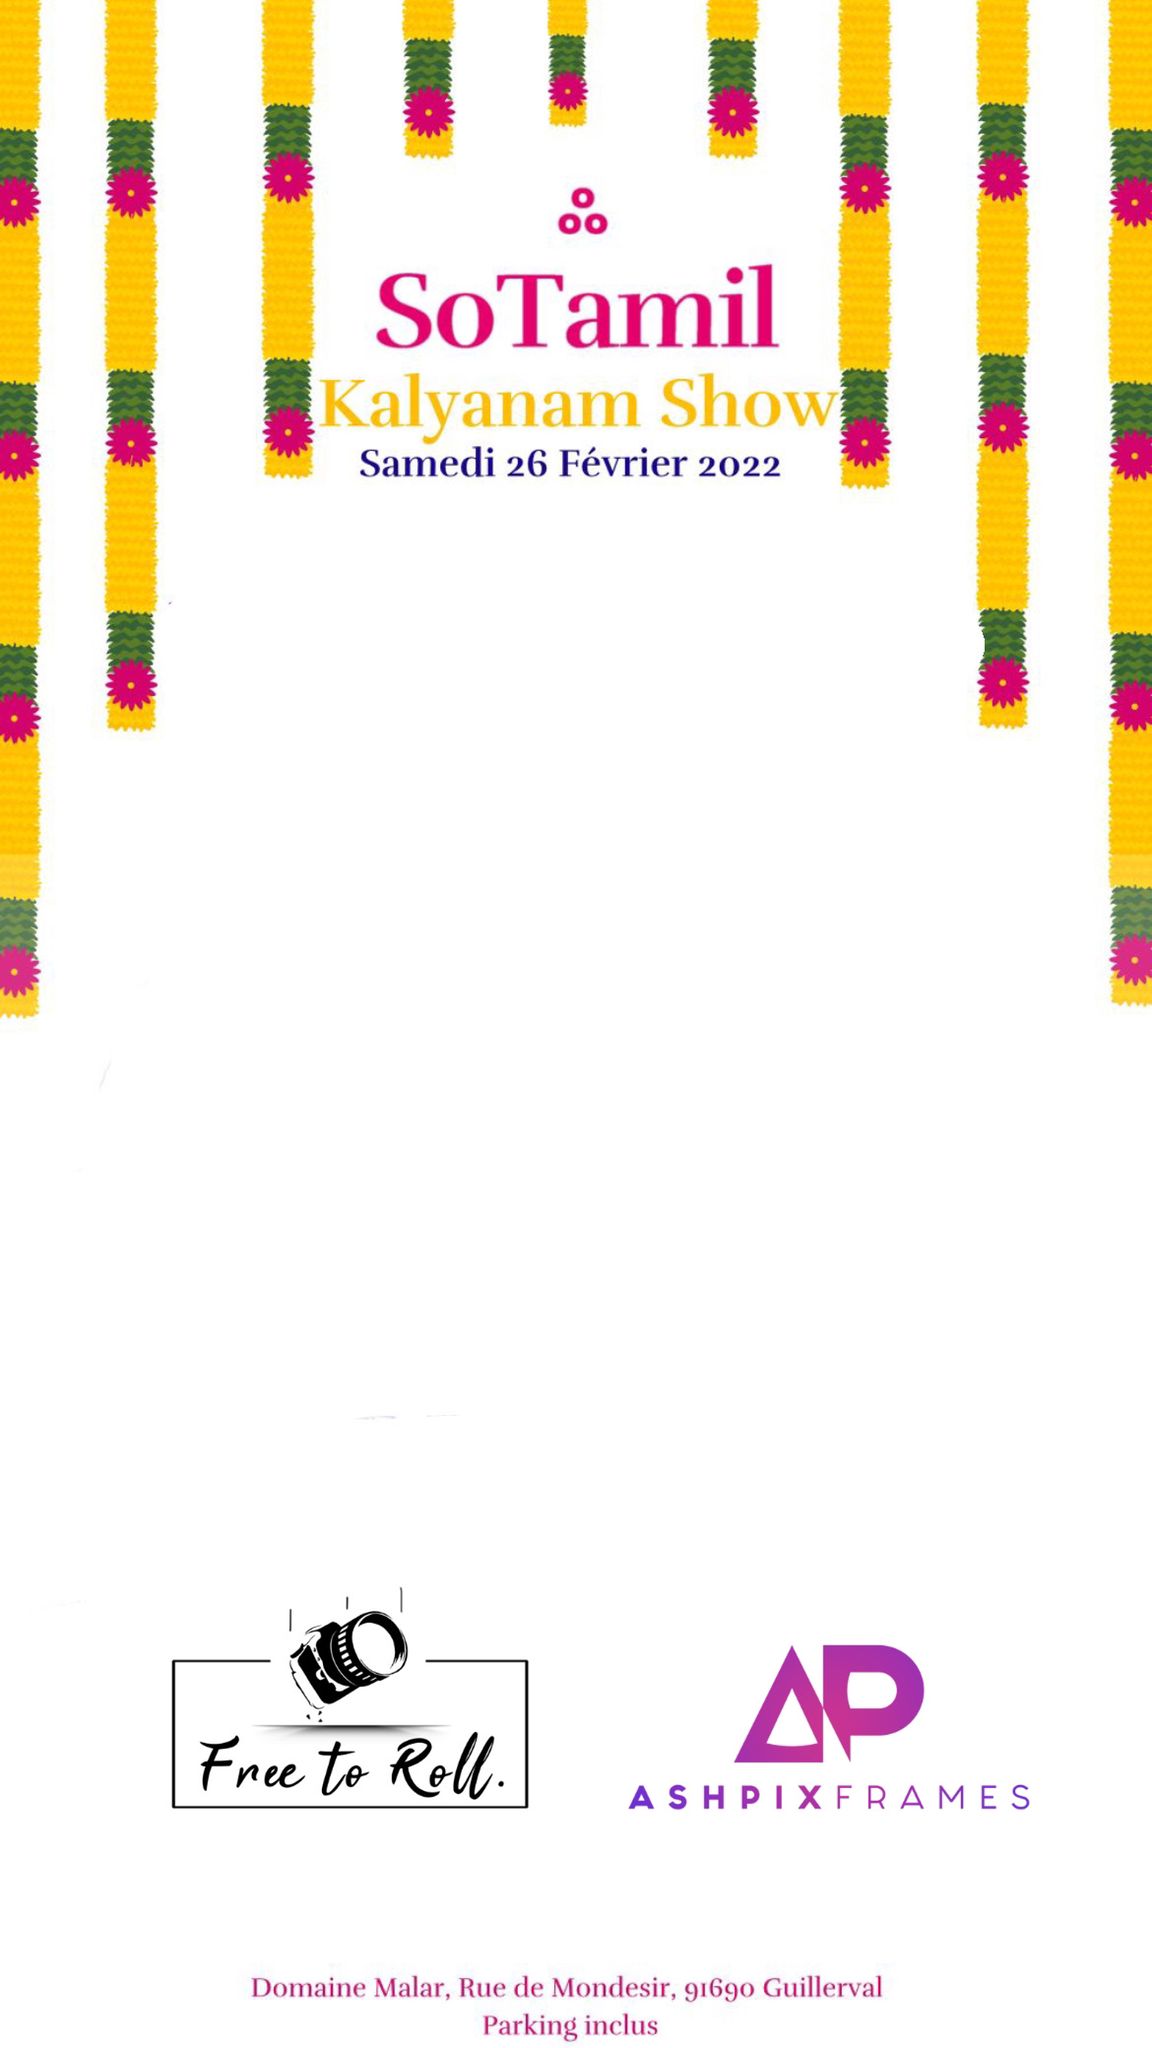 SoTamil
Kalyanam Show
Samedi 26 Février 2022
Free to Roll.
AP
ASHPIXFRAMES
Domaine Malar, Rue de Mondesir, 91690 Guillerval
Parking inclus